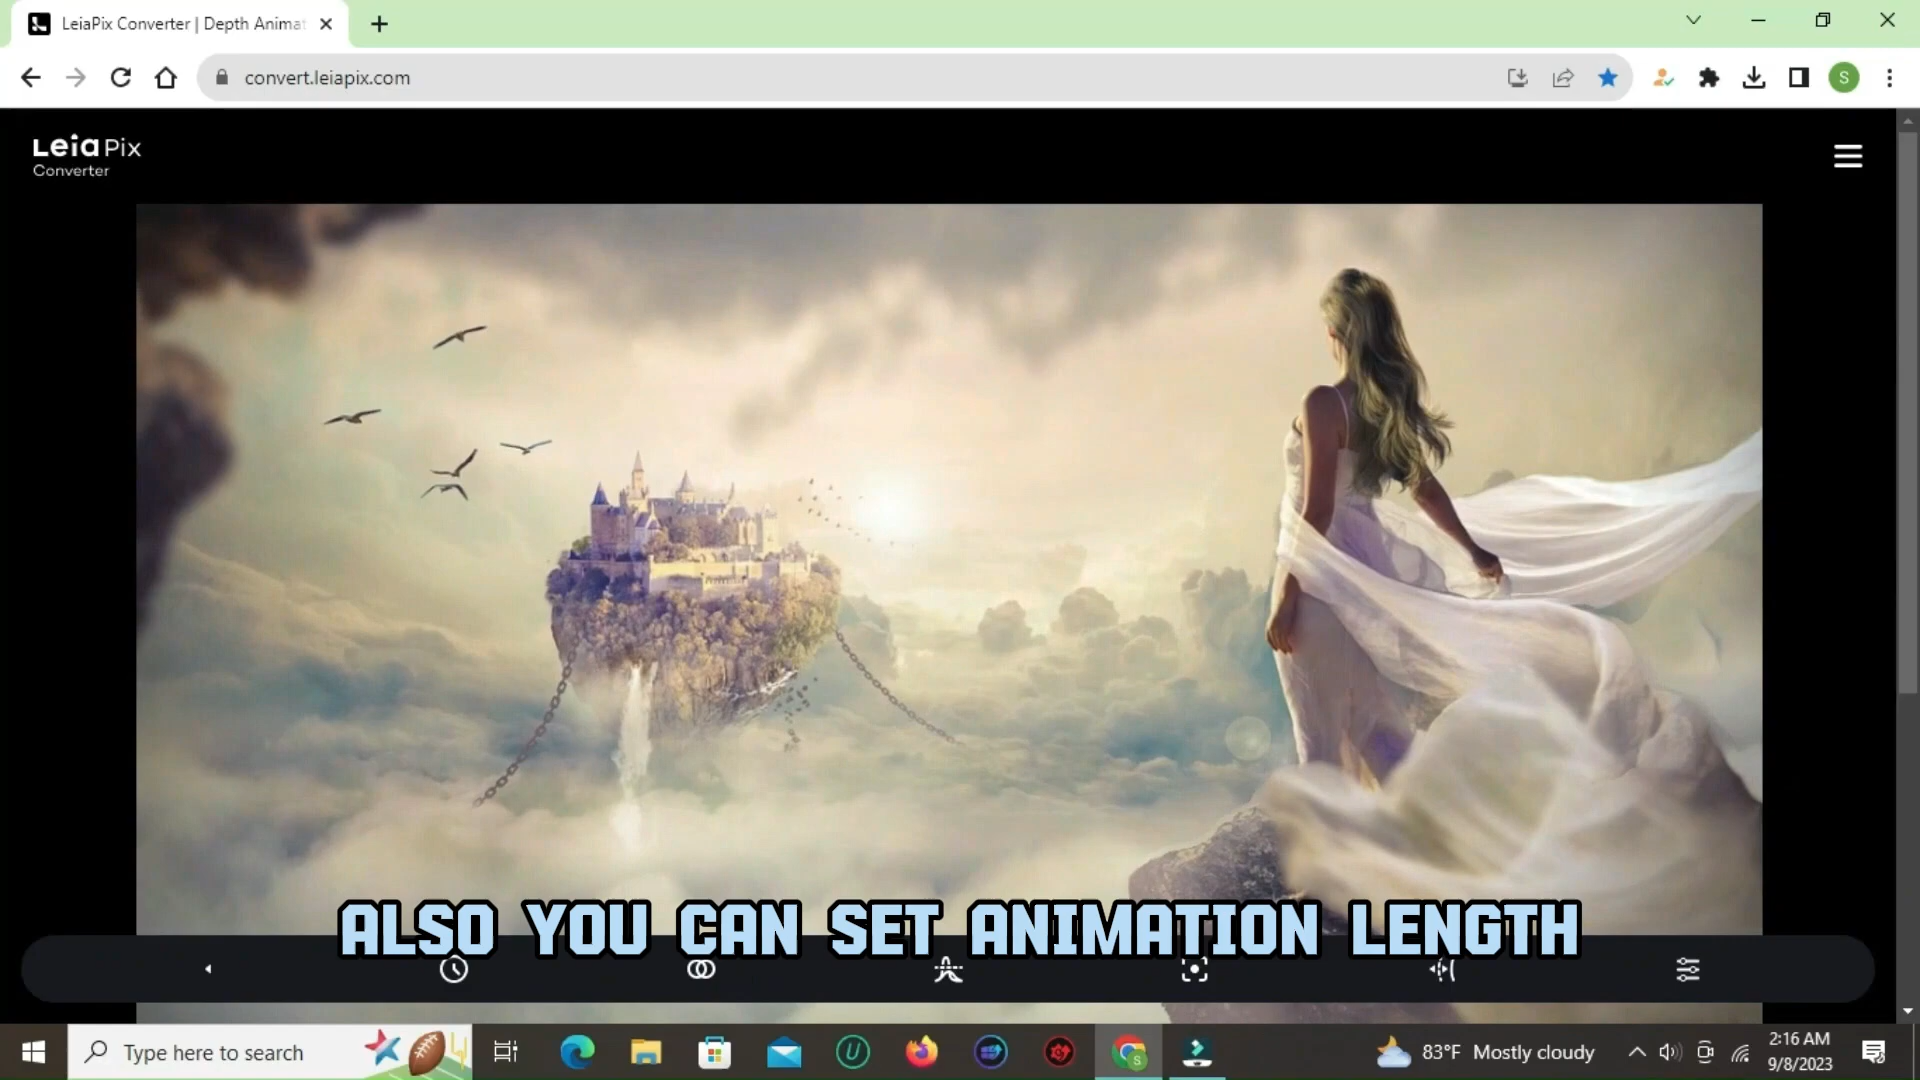 LeiaPix Converter | Depth Animat
convert.leiapix.com
S
Leia Pix
Converter
ALSO YOU CAN SET ANIMATION LENGTH
Type here to search
83°F Mostly cloudy
2:16 AM
9/8/2023